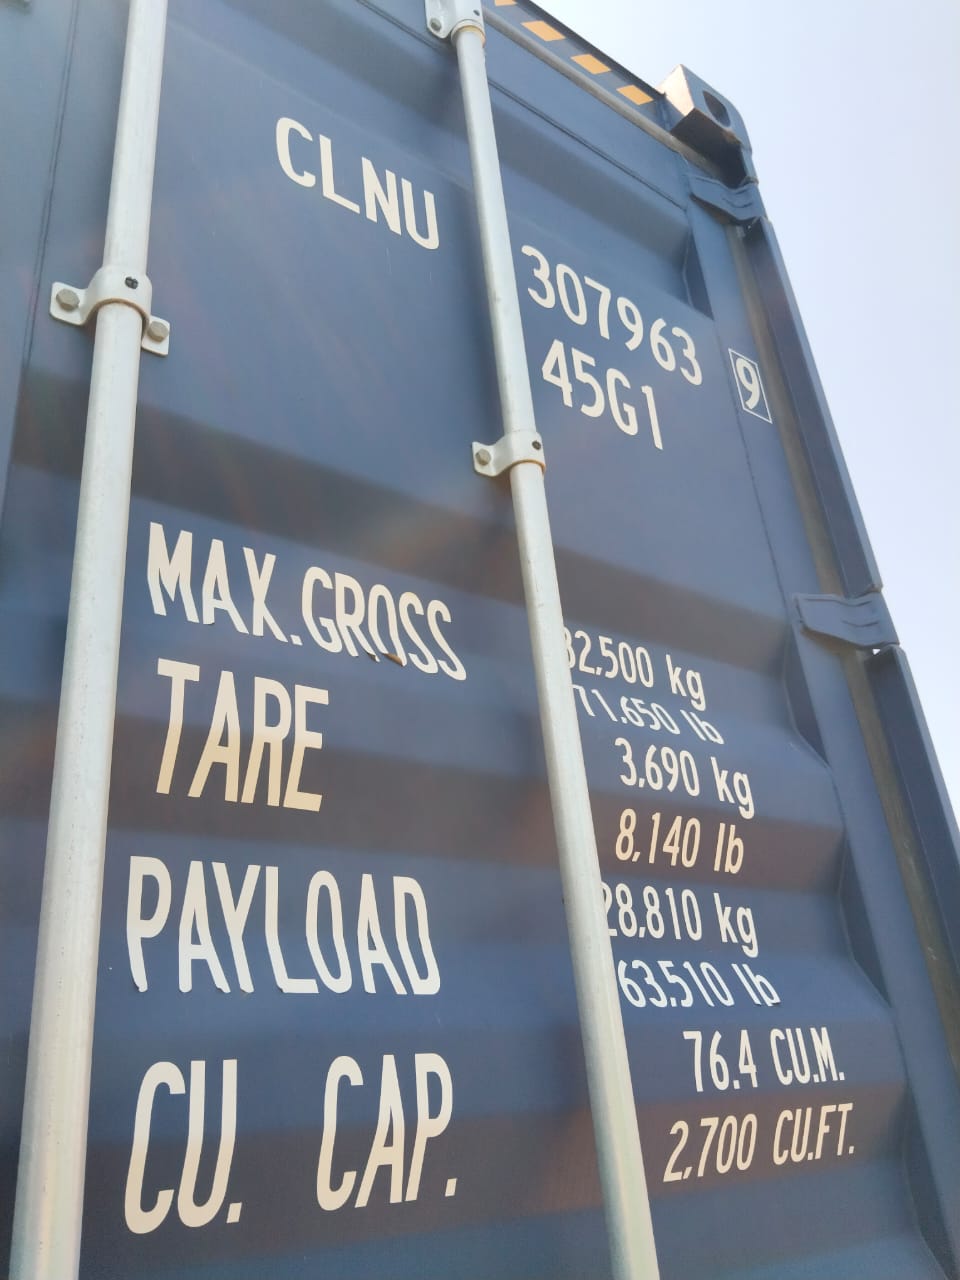 CLNU 307963 9
45G1
MAX.GROSS 32,500 kg
71,650 lb
TARE 3,690 kg
8,140 lb
PAYLOAD 28,810 kg
63,510 lb
CU. CAP. 76.4 CU.M.
2,700 CU.FT.